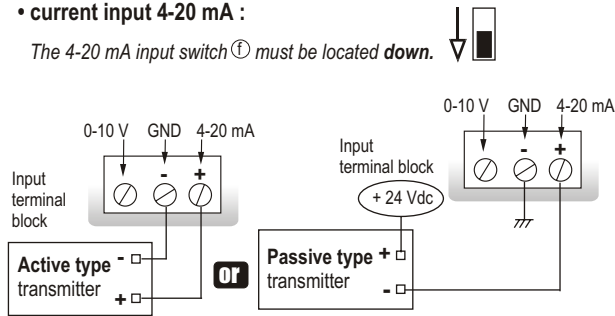 • current input 4-20 mA :
The 4-20 mA input switch ⓕ must be located down.
0-10 V GND 4-20 mA
- +
Input
terminal
block
Active type
transmitter
-
+
or
0-10 V GND 4-20 mA
- +
Input
terminal block
+ 24 Vdc
Passive type
transmitter
+
-